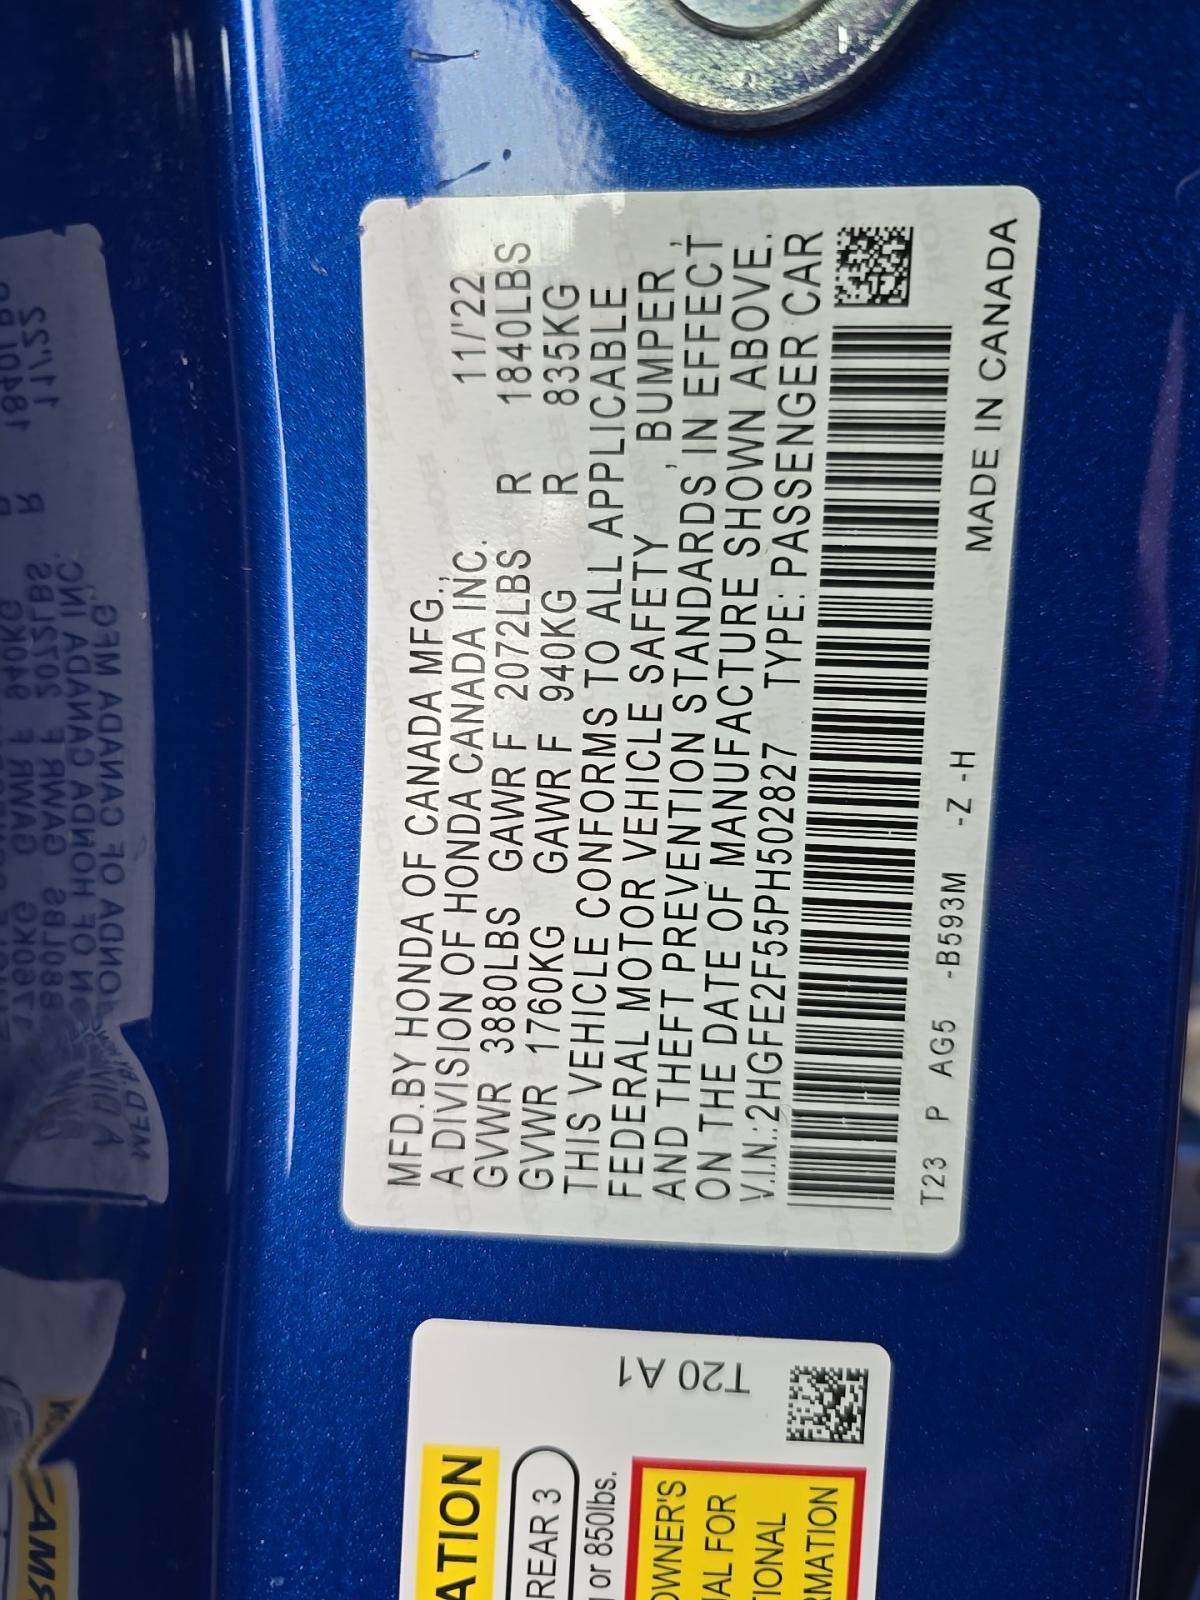 MFD.BY HONDA OF CANADA MFG.,
A DIVISION OF HONDA CANADA INC. 11/'22
GVWR 3880LBS GAWR F 2072LBS R 1840LBS
GVWR 1760KG GAWR F 940KG R 835KG
THIS VEHICLE CONFORMS TO ALL APPLICABLE
FEDERAL MOTOR VEHICLE SAFETY , BUMPER ,
AND THEFT PREVENTION STANDARDS IN EFFECT
ON THE DATE OF MANUFACTURE SHOWN ABOVE.
V.I.N.:2HGFE2F55PH502827 TYPE: PASSENGER CAR
T23 P AG5 -B593M -Z -H
MADE IN CANADA
T20 A1
ATION
REAR 3
or 850lbs.
OWNER'S
FOR